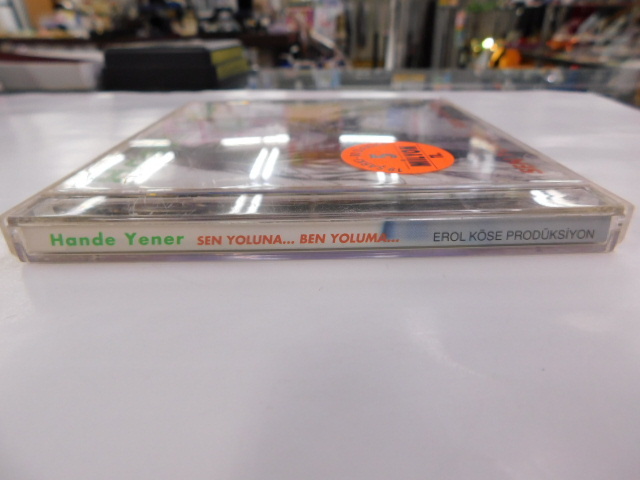 Hande Yener SEN YOLUNA... BEN YOLUMA... EROL KÖSE PRODÜKSİYON